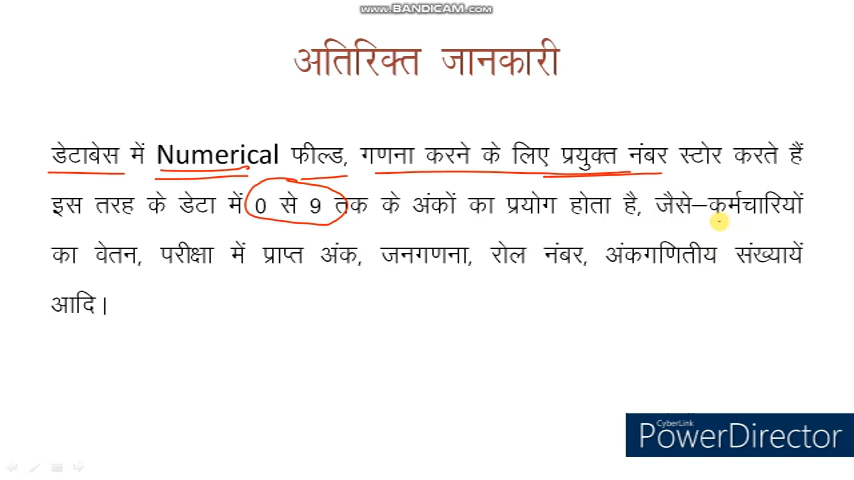 www.BANDICAM.com
अतिरिक्त जानकारी
डेटाबेस में Numerical फील्ड, गणना करने के लिए प्रयुक्त नंबर स्टोर करते हैं
इस तरह के डेटा में 0 से 9 तक के अंकों का प्रयोग होता है, जैसे–कर्मचारियों
का वेतन, परीक्षा में प्राप्त अंक, जनगणना, रोल नंबर, अंकगणितीय संख्यायें
आदि।
CyberLink
PowerDirector